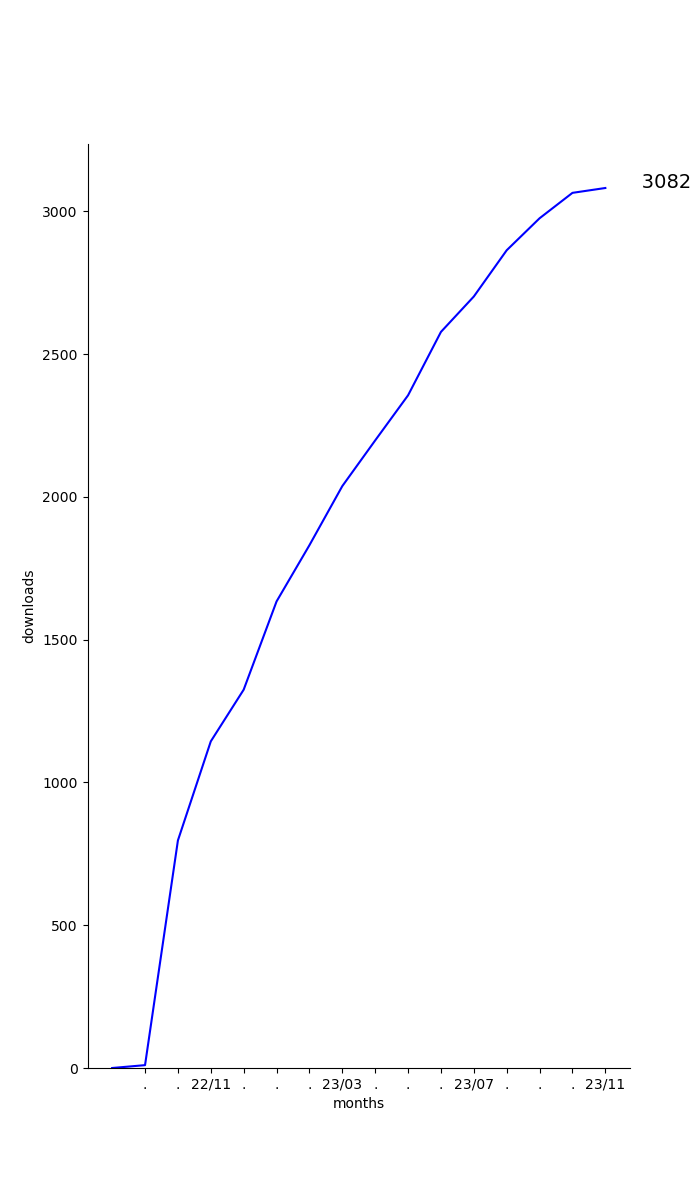 3082
3000
2500
2000
1500
1000
500
0
downloads
. . 22/11 . . . 23/03 . . . 23/07 . . . 23/11
months